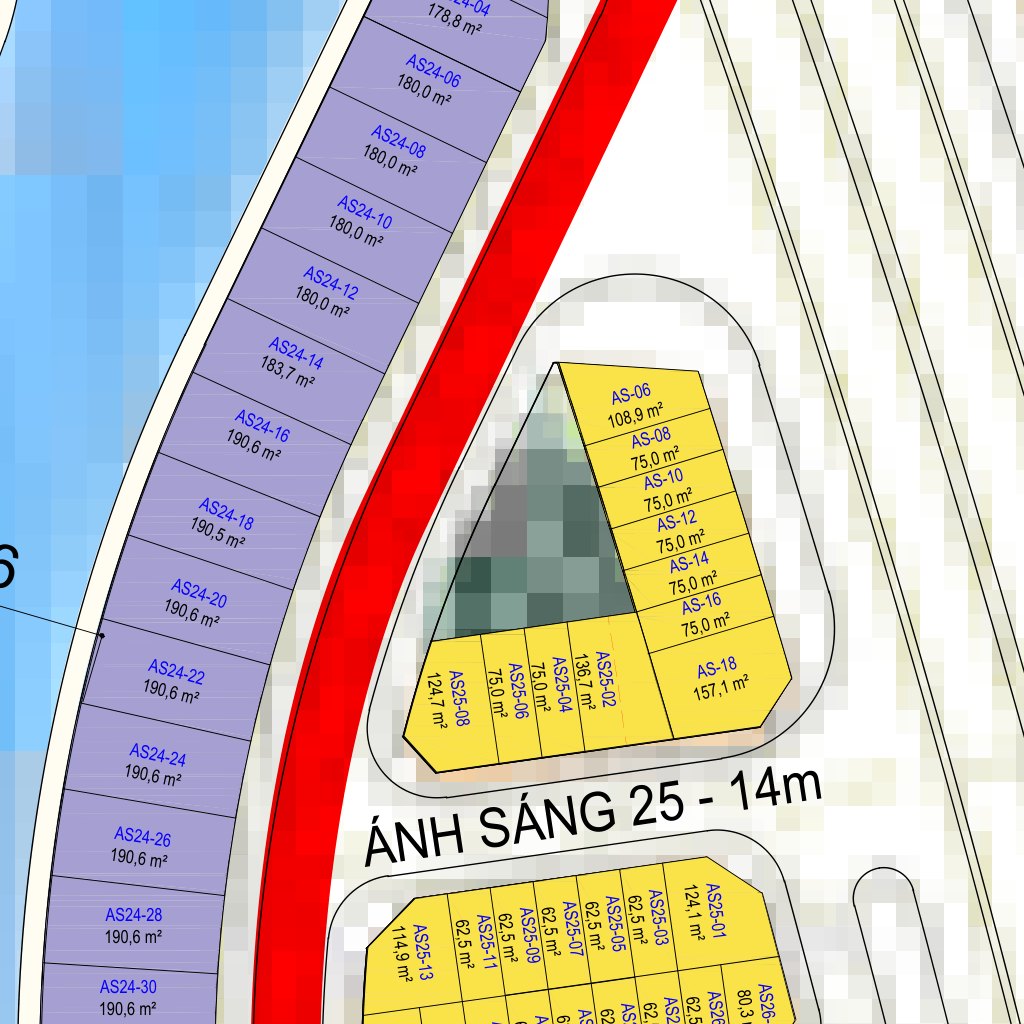 178,8 m²
AS24-06
180,0 m²
AS24-08
180,0 m²
AS24-10
180,0 m²
AS24-12
180,0 m²
AS24-14
183,7 m²
AS24-16
190,6 m²
AS24-18
190,5 m²
AS24-20
190,6 m²
AS24-22
190,6 m²
AS24-24
190,6 m²
AS24-26
190,6 m²
AS24-28
190,6 m²
AS24-30
190,6 m²
6
AS-06
108,9 m²
AS-08
75,0 m²
AS-10
75,0 m²
AS-12
75,0 m²
AS-14
75,0 m²
AS-16
75,0 m²
AS-18
157,1 m²
AS25-08
124,7 m²
AS25-06
75,0 m²
AS25-04
75,0 m²
AS25-02
136,7 m²
ÁNH SÁNG 25 - 14m
AS25-13
114,9 m²
AS25-11
62,5 m²
AS25-09
62,5 m²
AS25-07
62,5 m²
AS25-05
62,5 m²
AS25-03
62,5 m²
AS25-01
124,1 m²
80,3